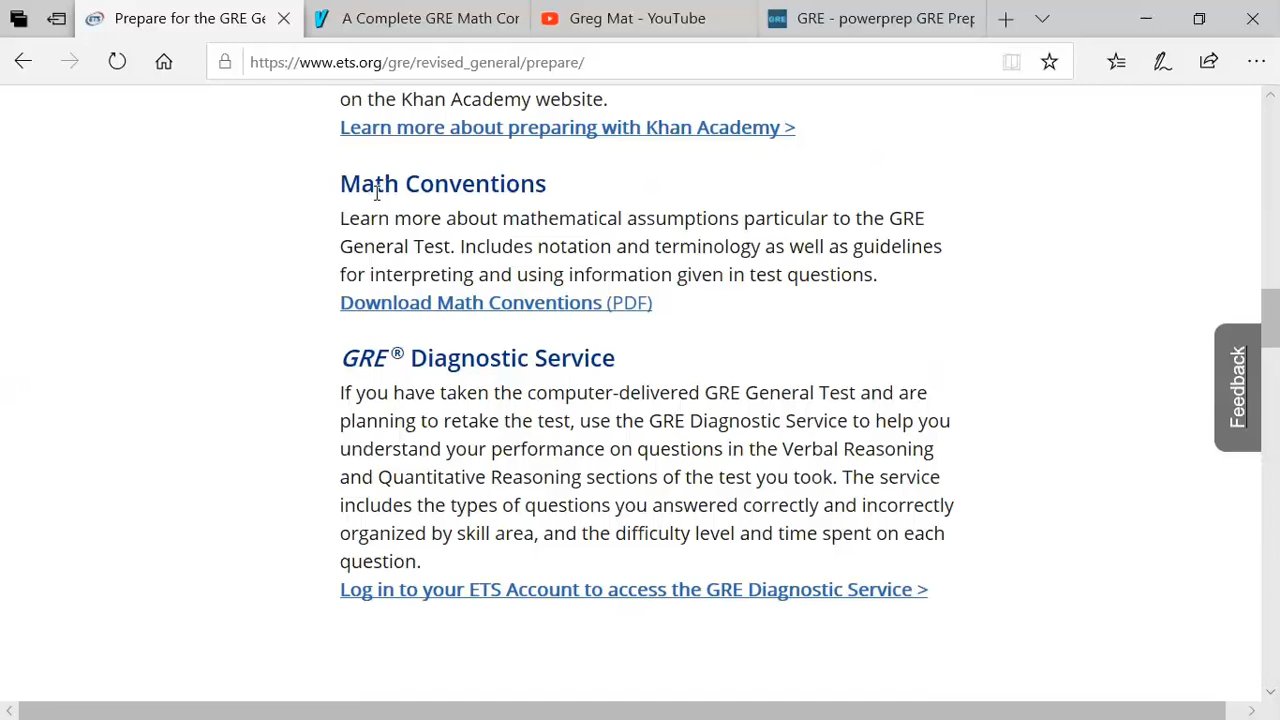 Prepare for the GRE Ge
A Complete GRE Math Cor
Greg Mat - YouTube
GRE GRE - powerprep GRE Prep
https://www.ets.org/gre/revised_general/prepare/
on the Khan Academy website.
Learn more about preparing with Khan Academy >
Math Conventions
Learn more about mathematical assumptions particular to the GRE
General Test. Includes notation and terminology as well as guidelines
for interpreting and using information given in test questions.
Download Math Conventions (PDF)
GRE® Diagnostic Service
If you have taken the computer-delivered GRE General Test and are
planning to retake the test, use the GRE Diagnostic Service to help you
understand your performance on questions in the Verbal Reasoning
and Quantitative Reasoning sections of the test you took. The service
includes the types of questions you answered correctly and incorrectly
organized by skill area, and the difficulty level and time spent on each
question.
Log in to your ETS Account to access the GRE Diagnostic Service >
Feedback